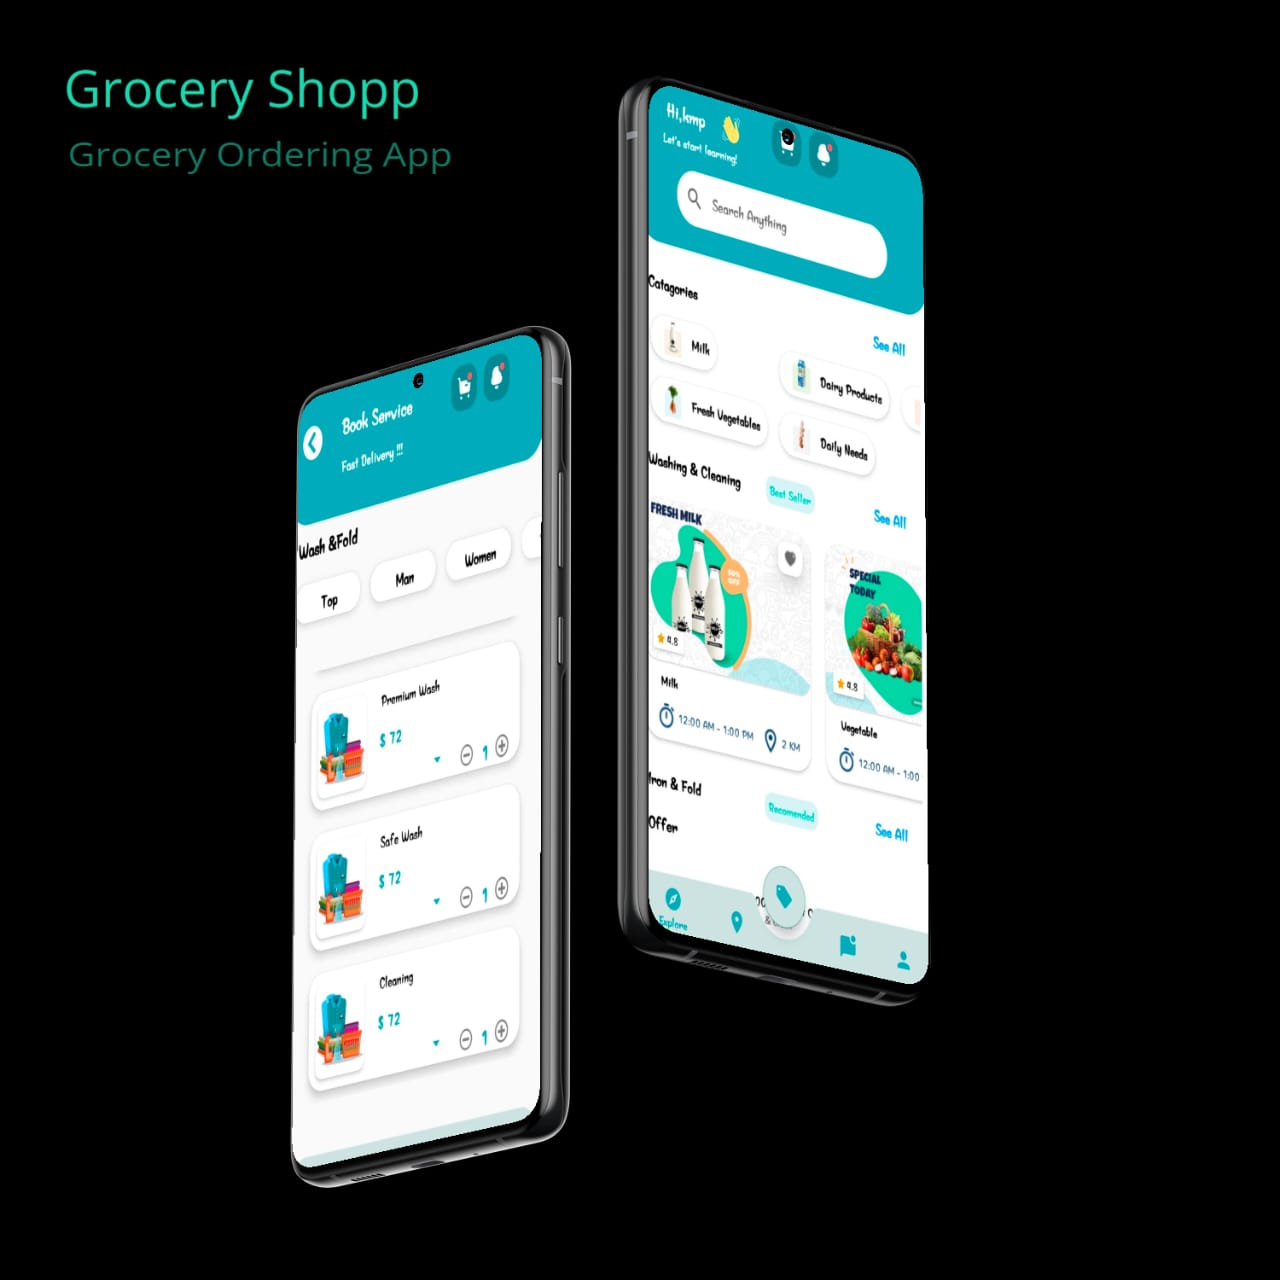 Grocery Shopp
Grocery Ordering App
Book Service
Fast Delivery !!!
Wash &Fold
Top
Man
Women
Premium Wash
$ 72
1
Safe Wash
$ 72
1
Cleaning
$ 72
1
Hi,kmp
Let's start learning!
Search Anything
Catagories
See All
Milk
Dairy Products
Fresh Vegetables
Daily Needs
Washing & Cleaning
Best Seller
See All
FRESH MILK
50%
OFF
4.8
Milk
12:00 AM - 1:00 PM
2 KM
SPECIAL
TODAY
4.8
Vegetable
12:00 AM - 1:00
Iron & Fold
Recomended
Offer
See All
Explore